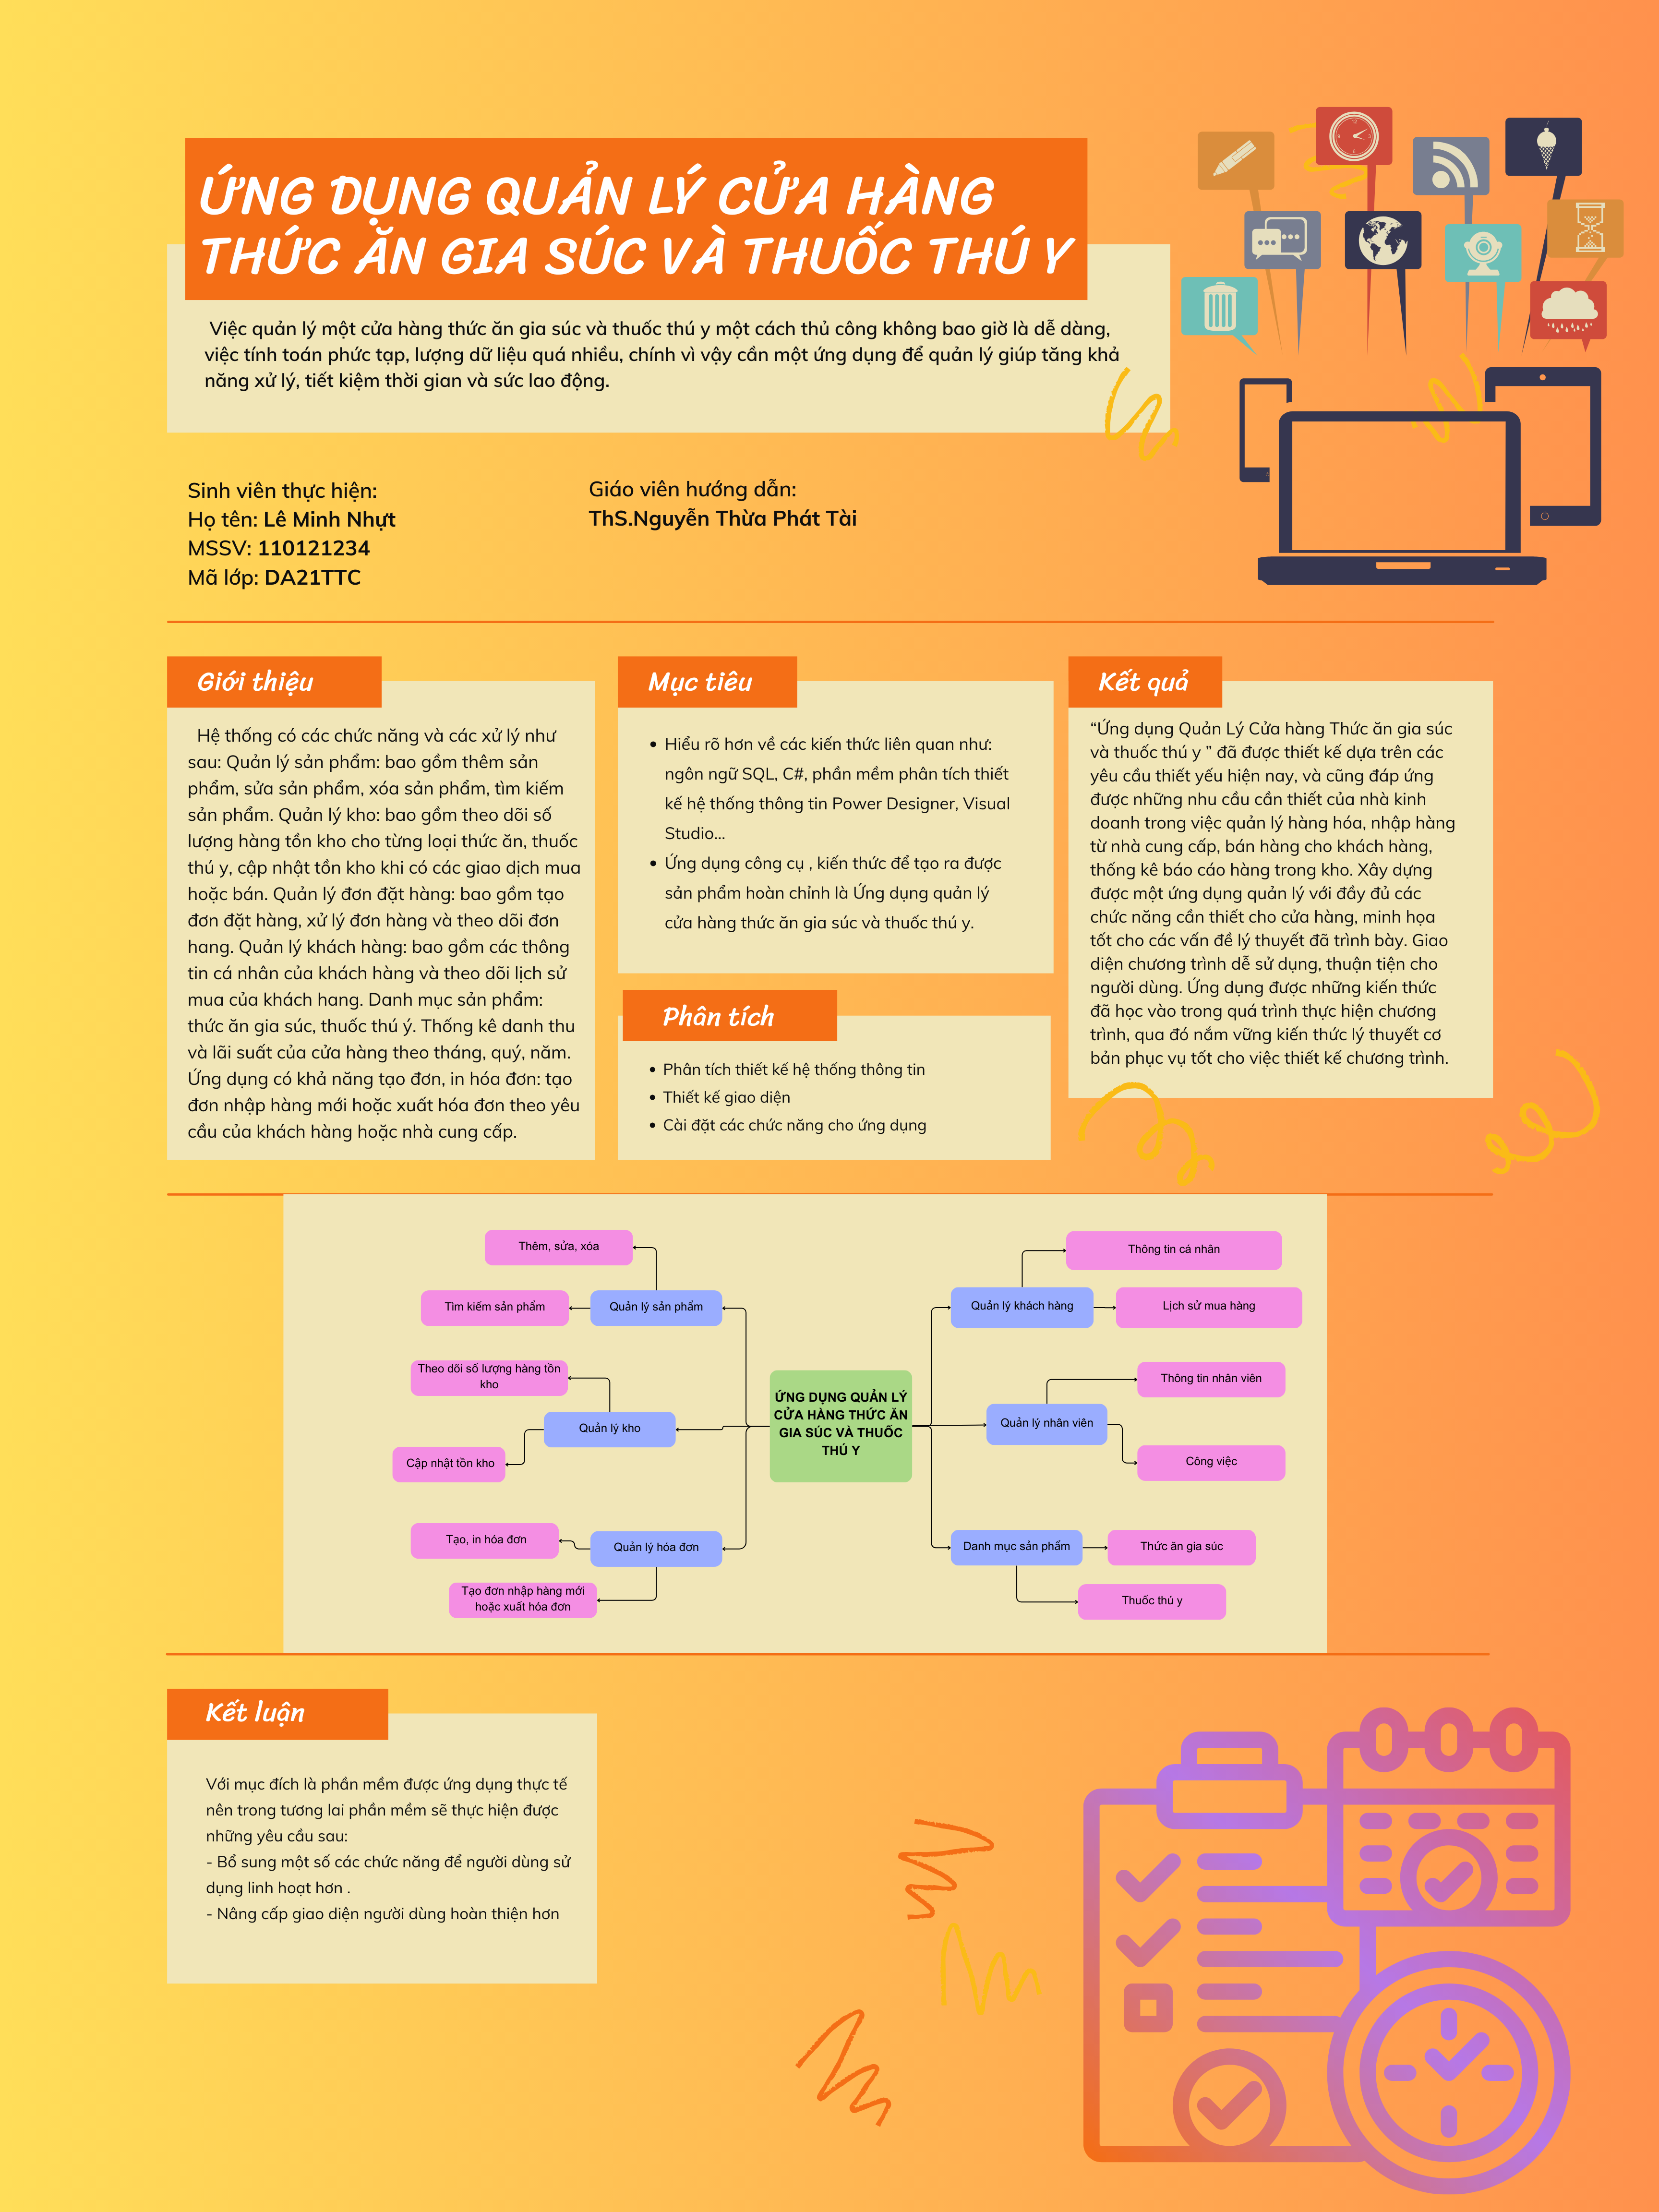 ỨNG DỤNG QUẢN LÝ CỬA HÀNG
THỨC ĂN GIA SÚC VÀ THUỐC THÚ Y
Việc quản lý một cửa hàng thức ăn gia súc và thuốc thú y một cách thủ công không bao giờ là dễ dàng,
việc tính toán phức tạp, lượng dữ liệu quá nhiều, chính vì vậy cần một ứng dụng để quản lý giúp tăng khả
năng xử lý, tiết kiệm thời gian và sức lao động.
Sinh viên thực hiện:
Họ tên: Lê Minh Nhựt
MSSV: 110121234
Mã lớp: DA21TTC
Giáo viên hướng dẫn:
ThS.Nguyễn Thừa Phát Tài
Giới thiệu
Hệ thống có các chức năng và các xử lý như
sau: Quản lý sản phẩm: bao gồm thêm sản
phẩm, sửa sản phẩm, xóa sản phẩm, tìm kiếm
sản phẩm. Quản lý kho: bao gồm theo dõi số
lượng hàng tồn kho cho từng loại thức ăn, thuốc
thú y, cập nhật tồn kho khi có các giao dịch mua
hoặc bán. Quản lý đơn đặt hàng: bao gồm tạo
đơn đặt hàng, xử lý đơn hàng và theo dõi đơn
hang. Quản lý khách hàng: bao gồm các thông
tin cá nhân của khách hàng và theo dõi lịch sử
mua của khách hang. Danh mục sản phẩm:
thức ăn gia súc, thuốc thú ý. Thống kê danh thu
và lãi suất của cửa hàng theo tháng, quý, năm.
Ứng dụng có khả năng tạo đơn, in hóa đơn: tạo
đơn nhập hàng mới hoặc xuất hóa đơn theo yêu
cầu của khách hàng hoặc nhà cung cấp.
Mục tiêu
• Hiểu rõ hơn về các kiến thức liên quan như:
ngôn ngữ SQL, C#, phần mềm phân tích thiết
kế hệ thống thông tin Power Designer, Visual
Studio...
• Ứng dụng công cụ , kiến thức để tạo ra được
sản phẩm hoàn chỉnh là Ứng dụng quản lý
cửa hàng thức ăn gia súc và thuốc thú y.
Phân tích
• Phân tích thiết kế hệ thống thông tin
• Thiết kế giao diện
• Cài đặt các chức năng cho ứng dụng
Kết quả
“Ứng dụng Quản Lý Cửa hàng Thức ăn gia súc
và thuốc thú y ” đã được thiết kế dựa trên các
yêu cầu thiết yếu hiện nay, và cũng đáp ứng
được những nhu cầu cần thiết của nhà kinh
doanh trong việc quản lý hàng hóa, nhập hàng
từ nhà cung cấp, bán hàng cho khách hàng,
thống kê báo cáo hàng trong kho. Xây dựng
được một ứng dụng quản lý với đầy đủ các
chức năng cần thiết cho cửa hàng, minh họa
tốt cho các vấn đề lý thuyết đã trình bày. Giao
diện chương trình dễ sử dụng, thuận tiện cho
người dùng. Ứng dụng được những kiến thức
đã học vào trong quá trình thực hiện chương
trình, qua đó nắm vững kiến thức lý thuyết cơ
bản phục vụ tốt cho việc thiết kế chương trình.
Thêm, sửa, xóa
Tìm kiếm sản phẩm
Quản lý sản phẩm
Theo dõi số lượng hàng tồn
kho
Quản lý kho
Cập nhật tồn kho
Tạo, in hóa đơn
Quản lý hóa đơn
Tạo đơn nhập hàng mới
hoặc xuất hóa đơn
ỨNG DỤNG QUẢN LÝ
CỬA HÀNG THỨC ĂN
GIA SÚC VÀ THUỐC
THÚ Y
Thông tin cá nhân
Quản lý khách hàng
Lịch sử mua hàng
Thông tin nhân viên
Quản lý nhân viên
Công việc
Danh mục sản phẩm
Thức ăn gia súc
Thuốc thú y
Kết luận
Với mục đích là phần mềm được ứng dụng thực tế
nên trong tương lai phần mềm sẽ thực hiện được
những yêu cầu sau:
- Bổ sung một số các chức năng để người dùng sử
dụng linh hoạt hơn .
- Nâng cấp giao diện người dùng hoàn thiện hơn